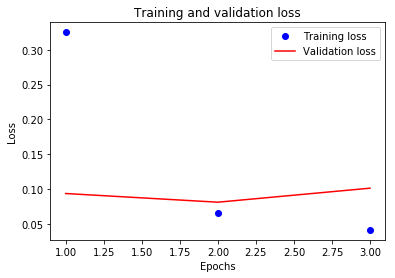 Training and validation loss
Training loss
Validation loss
Loss
0.30
0.25
0.20
0.15
0.10
0.05
1.00 1.25 1.50 1.75 2.00 2.25 2.50 2.75 3.00
Epochs